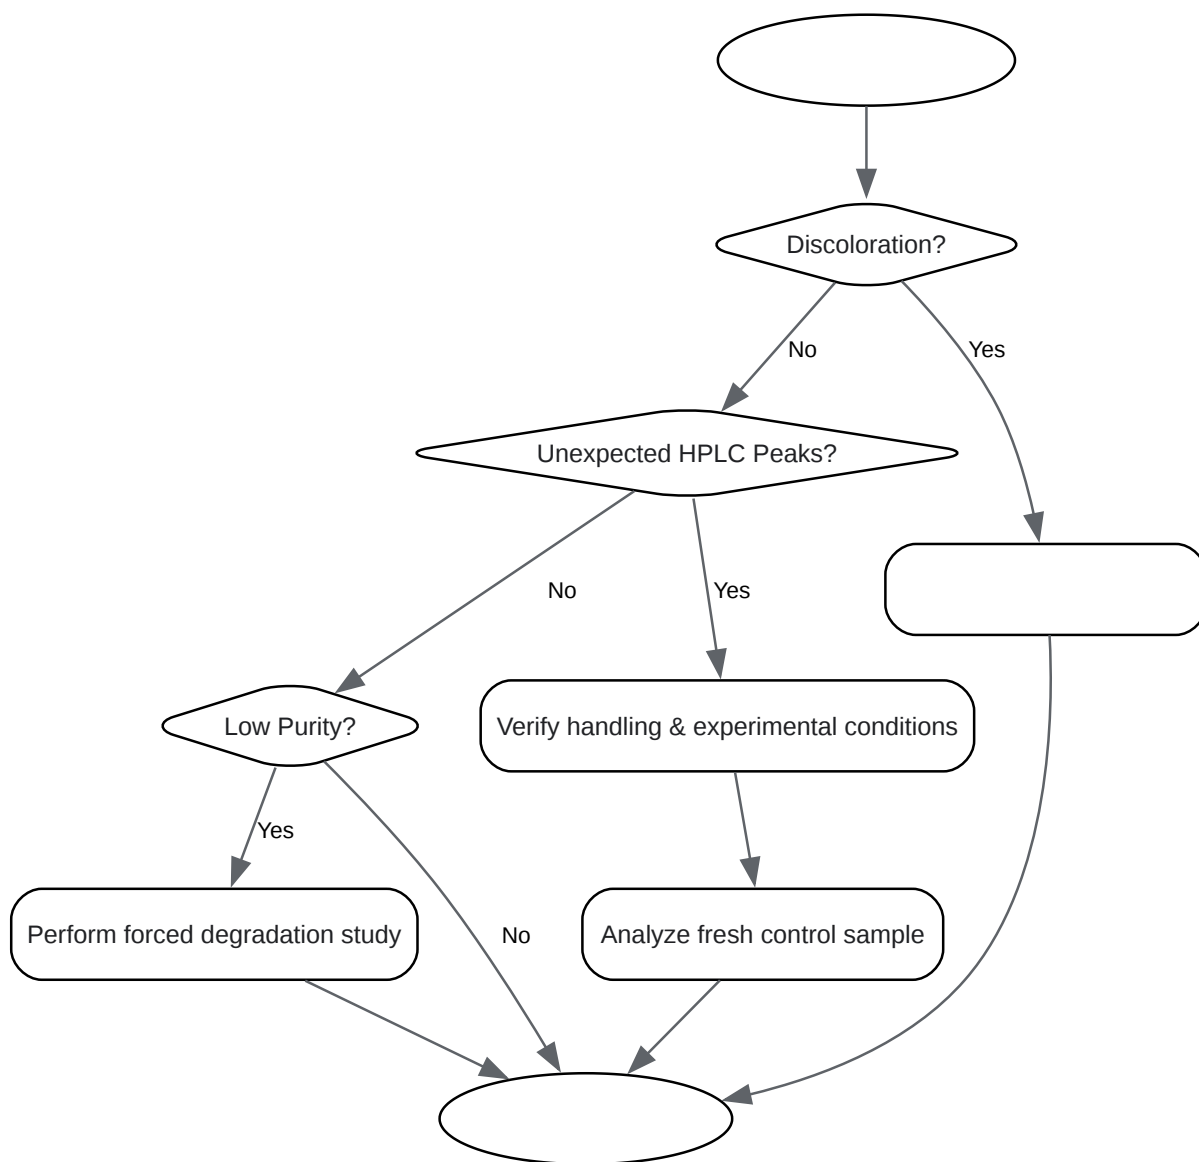 Discoloration?
No
Yes
Unexpected HPLC Peaks?
No
Yes
Low Purity?
Verify handling & experimental conditions
Yes
Perform forced degradation study
No
Analyze fresh control sample